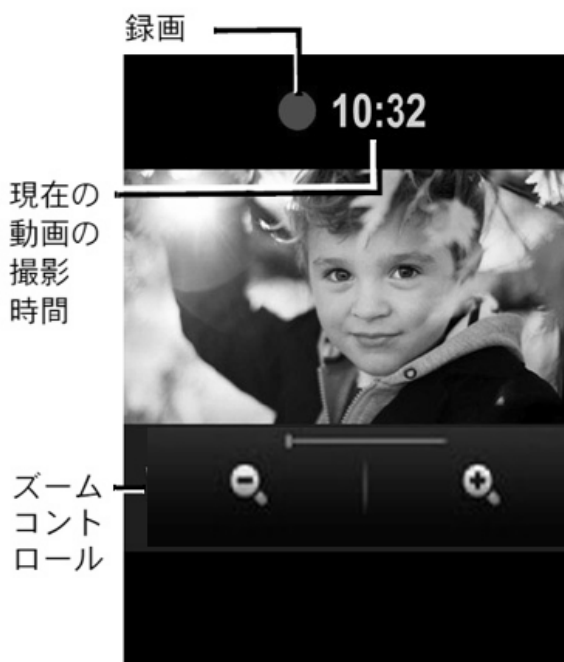 録画
10:32
現在の
動画の
撮影
時間
ズーム
コント
ロール